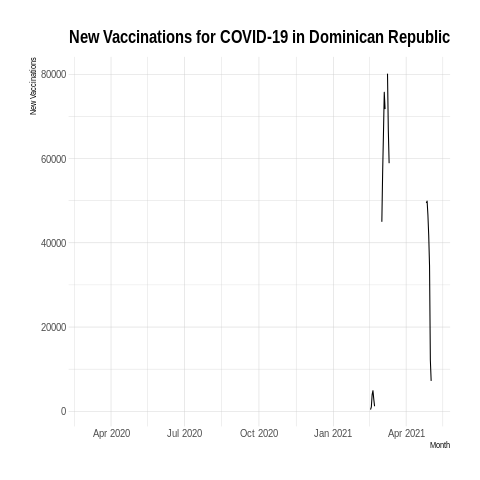 New Vaccinations for COVID-19 in Dominican Republic
New Vaccinations
80000
60000
40000
20000
0
Apr 2020 Jul 2020 Oct 2020 Jan 2021 Apr 2021
Month